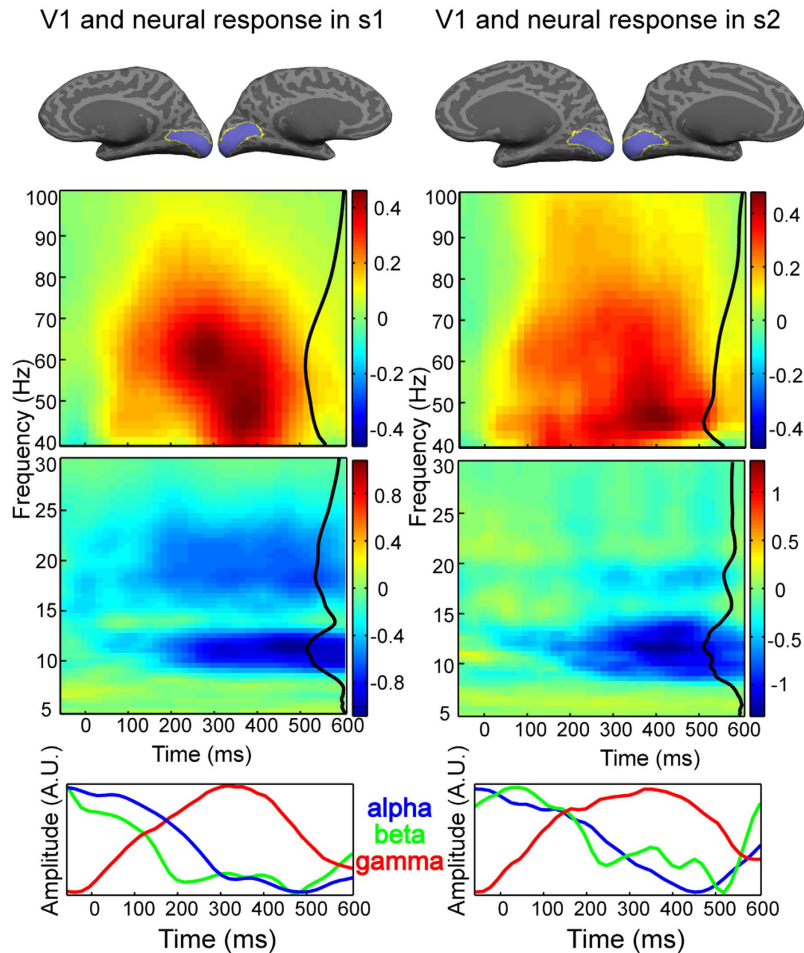 V1 and neural response in s1
V1 and neural response in s2
100
90
80
70
60
50
40
0.4
0.2
0
-0.2
-0.4
100
90
80
70
60
50
40
0.4
0.2
0
-0.2
-0.4
Frequency (Hz)
Frequency (Hz)
30
25
20
15
10
5
0.8
0.4
0
-0.4
-0.8
30
25
20
15
10
5
1
0.5
0
-0.5
-1
0 100 200 300 400 500 600
Time (ms)
0 100 200 300 400 500 600
Time (ms)
Amplitude (A.U.)
alpha
beta
gamma
Amplitude (A.U.)
0 100 200 300 400 500 600
Time (ms)
0 100 200 300 400 500 600
Time (ms)